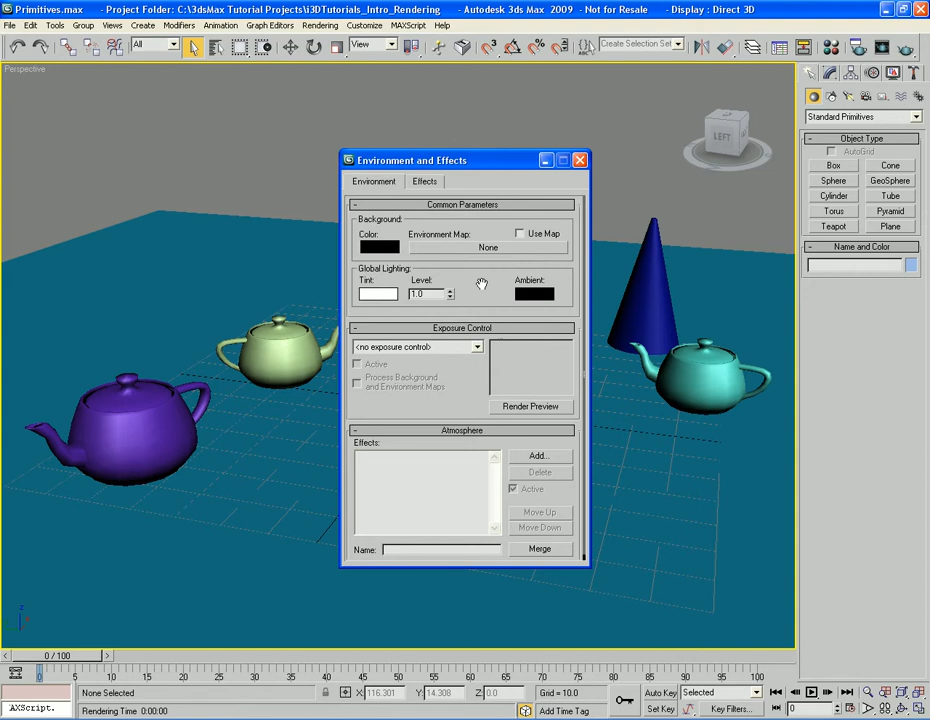 Primitives.max - Project Folder: C:\3dsMax Tutorial Projects\i3DTutorials_Intro_Rendering - Autodesk 3ds Max 2009 - Not for Resale - Display : Direct 3D
File Edit Tools Group Views Create Modifiers Animation Graph Editors Rendering Customize MAXScript Help
All View Create Selection Set
Perspective
LEFT
Standard Primitives
- Object Type
AutoGrid
Box Cone
Sphere GeoSphere
Cylinder Tube
Torus Pyramid
Teapot Plane
- Name and Color
Environment and Effects
Environment Effects
- Common Parameters
Background:
Color: Environment Map: Use Map
None
Global Lighting:
Tint: Level: Ambient:
1.0
- Exposure Control
<no exposure control>
Active
Process Background
and Environment Maps
Render Preview
- Atmosphere
Effects:
Add...
Delete
Active
Move Up
Move Down
Name: Merge
z
0 / 100
0 5 10 15 20 25 30 35 40 45 50 55 60 65 70 75 80 85 90 95 100
None Selected X: 116.301 Y: 14.308 Z: 0.0 Grid = 10.0 Auto Key Selected
'AXScript. Rendering Time 0:00:00 Add Time Tag Set Key Key Filters... 0